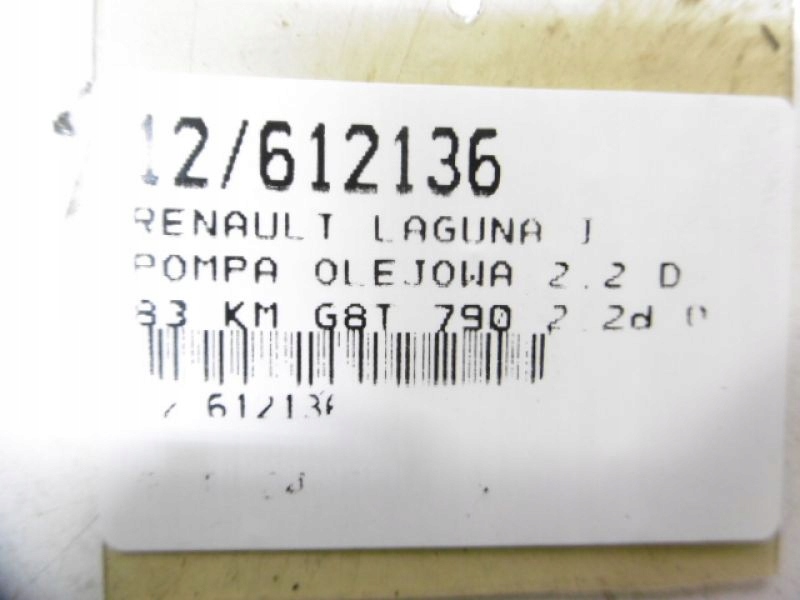 12/612136
RENAULT LAGUNA I
POMPA OLEJOWA 2.2 D
83 KM G8T 790 2.2d
612136